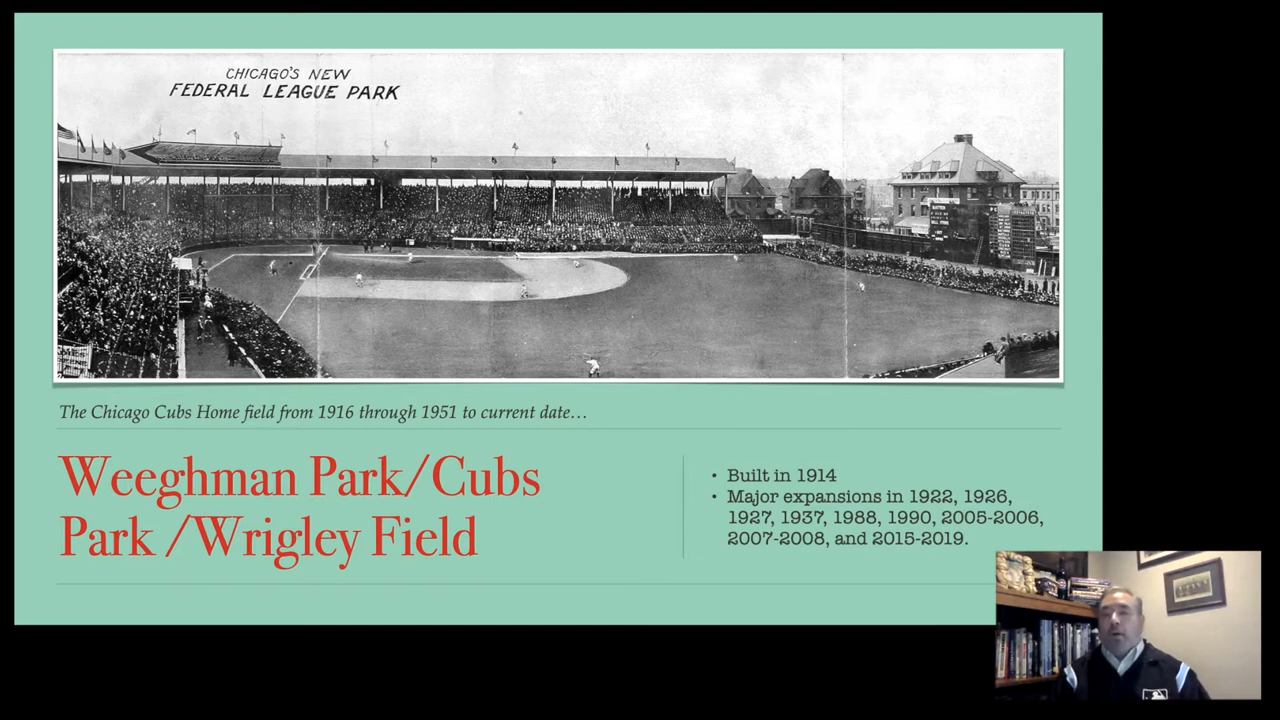 CHICAGO'S NEW
FEDERAL LEAGUE PARK
The Chicago Cubs Home field from 1916 through 1951 to current date…
Weeghman Park/Cubs
Park /Wrigley Field
• Built in 1914
• Major expansions in 1922, 1926,
1927, 1937, 1988, 1990, 2005-2006,
2007-2008, and 2015-2019.